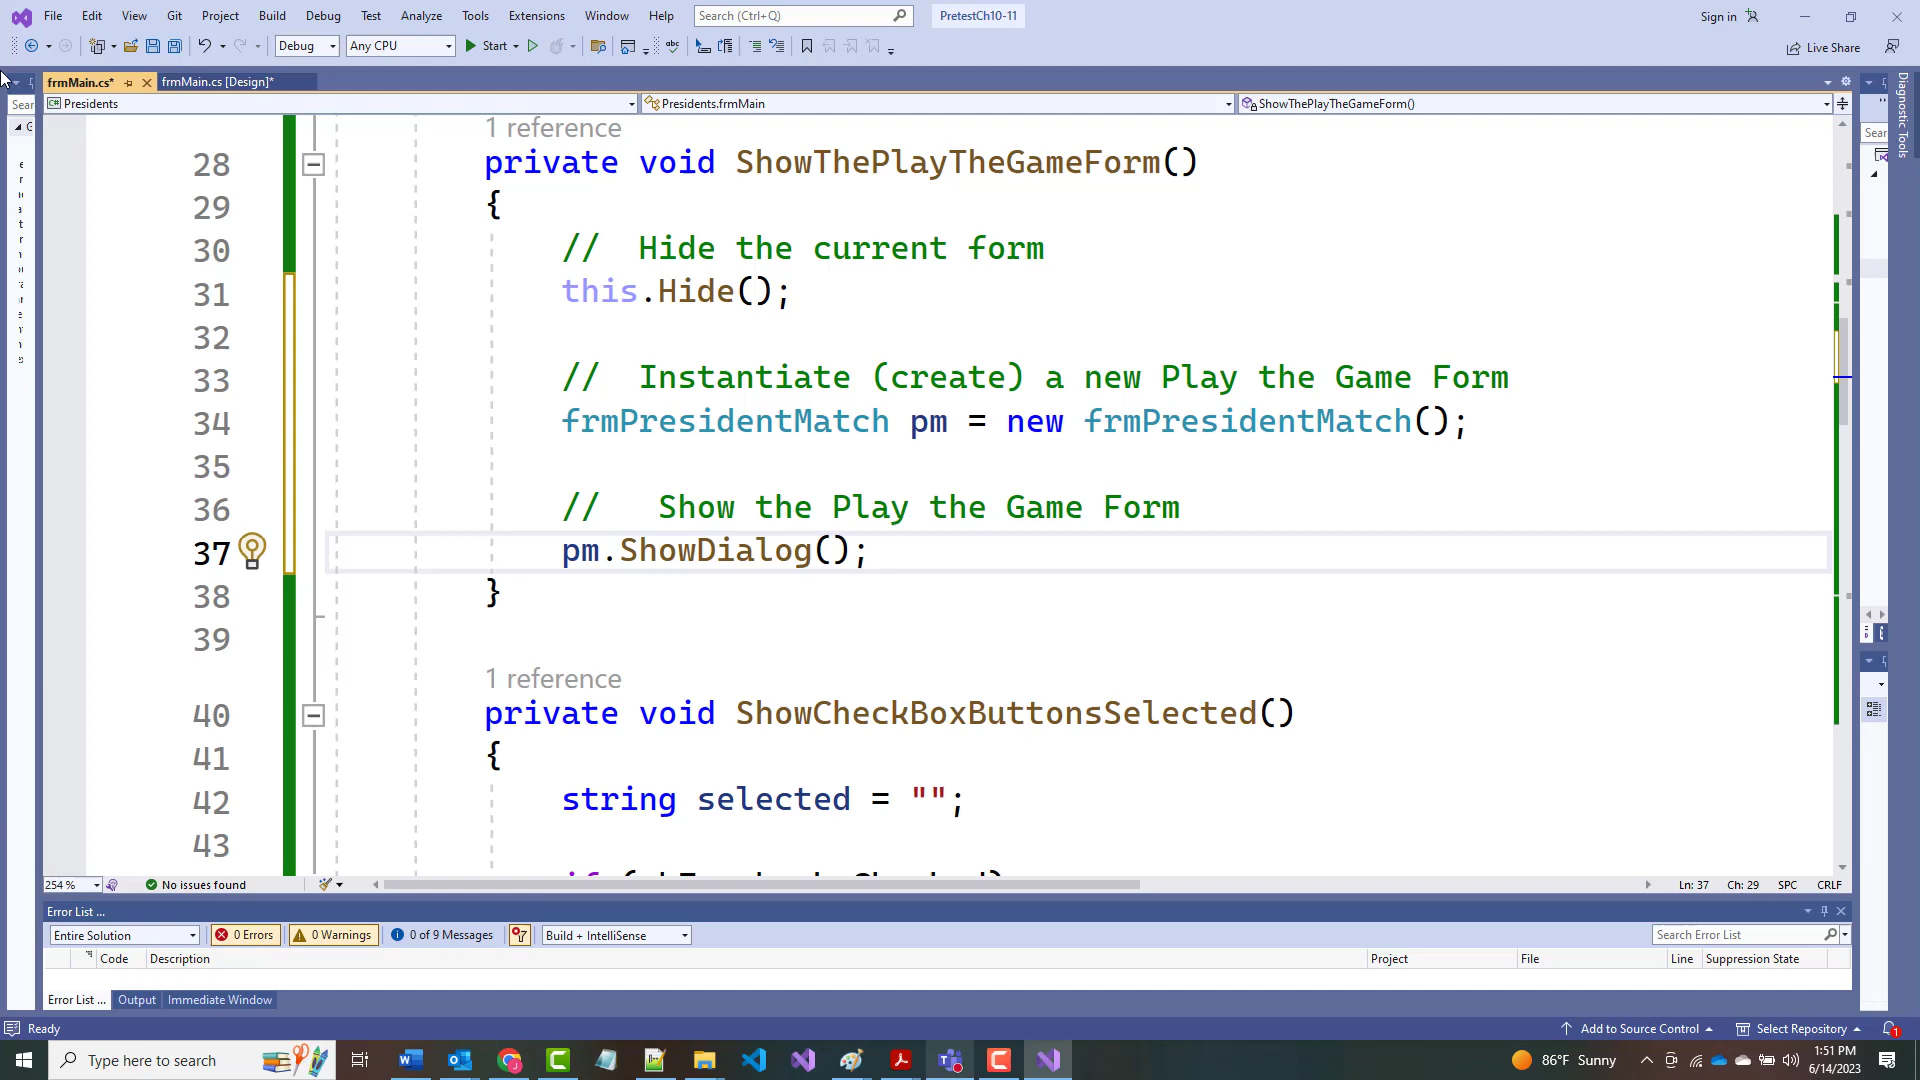 File Edit View Git Project Build Debug Test Analyze Tools Extensions Window Help Search (Ctrl+Q) PretestCh10-11 Sign in
Debug Any CPU Start Live Share
frmMain.cs* frmMain.cs [Design]*
Presidents Presidents.frmMain ShowThePlayTheGameForm()
Diagnostic Tools
1 reference
28 private void ShowThePlayTheGameForm()
29 {
30 // Hide the current form
31 this.Hide();
32
33 // Instantiate (create) a new Play the Game Form
34 frmPresidentMatch pm = new frmPresidentMatch();
35
36 // Show the Play the Game Form
37 pm.ShowDialog();
38 }
39
1 reference
40 private void ShowCheckBoxButtonsSelected()
41 {
42 string selected = "";
43
254 % No issues found Ln: 37 Ch: 29 SPC CRLF
Error List ...
Entire Solution 0 Errors 0 Warnings 0 of 9 Messages Build + IntelliSense Search Error List
Code Description Project File Line Suppression State
Error List ... Output Immediate Window
Ready Add to Source Control Select Repository 1
Type here to search 86°F Sunny 1:51 PM
6/14/2023